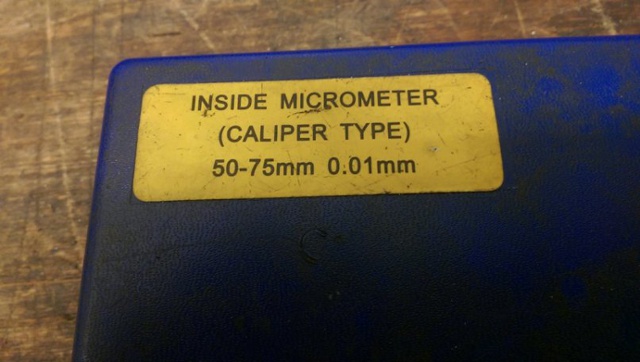 INSIDE MICROMETER
(CALIPER TYPE)
50-75mm 0.01mm